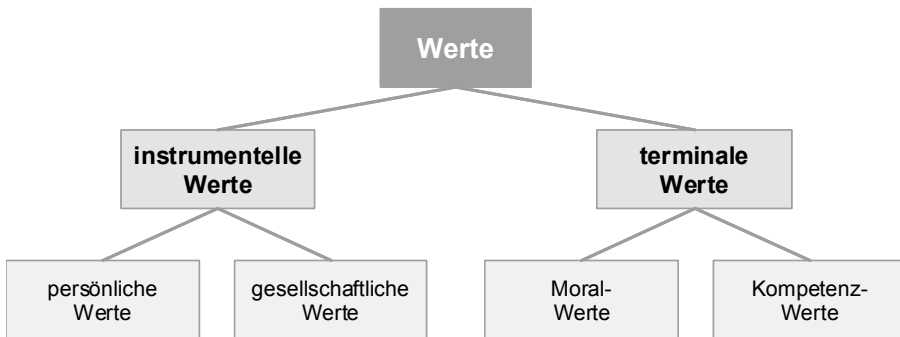 Werte
instrumentelle
Werte
terminale
Werte
persönliche
Werte
gesellschaftliche
Werte
Moral-
Werte
Kompetenz-
Werte